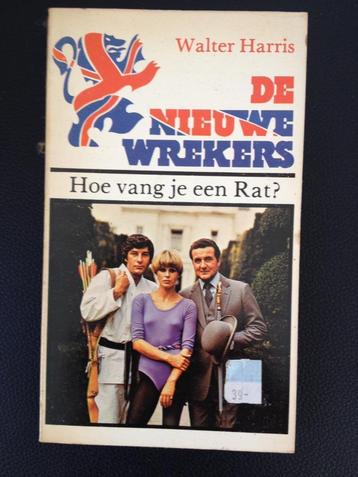 Walter Harris
DE
NIEUWE
WREKERS
Hoe vang je een Rat?
39-